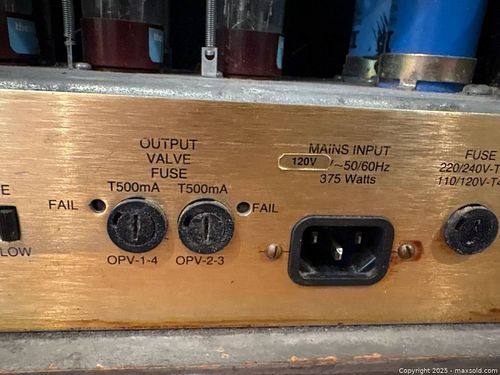 OUTPUT
VALVE
FUSE
T500mA T500mA
FAIL
FAIL
OPV-1-4 OPV-2-3
LOW
MAINS INPUT
120V ~50/60Hz
375 Watts
FUSE
220/240V-T
110/120V-T
Copyright 2025 - maxsold.com